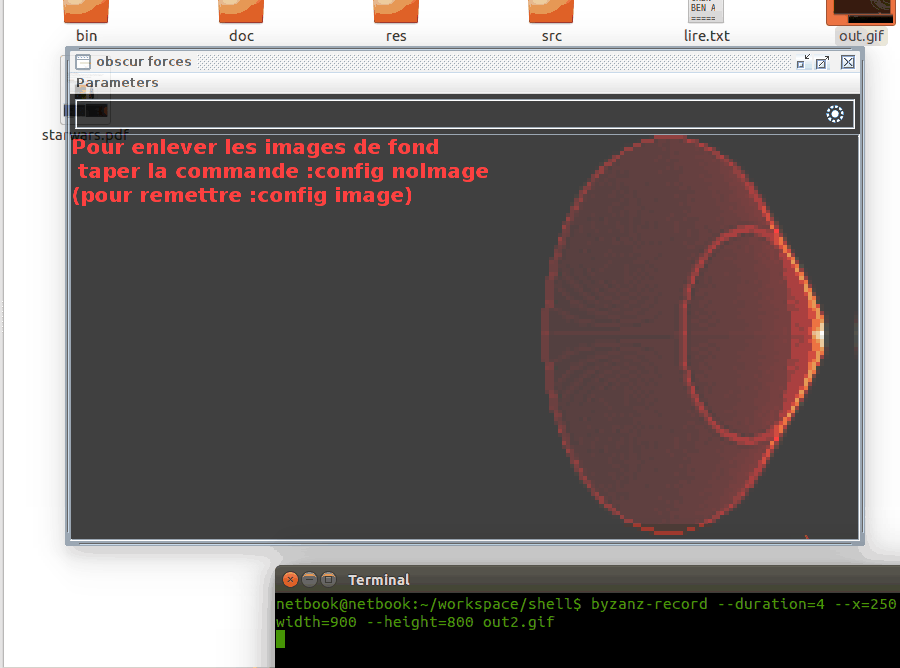 bin
doc
res
src
lire.txt
out.gif
BEN A
=====
obscur forces
Parameters
starwars.pdf
Pour enlever les images de fond
taper la commande :config noImage
(pour remettre :config image)
Terminal
netbook@netbook:~/workspace/shell$ byzanz-record --duration=4 --x=250
width=900 --height=800 out2.gif